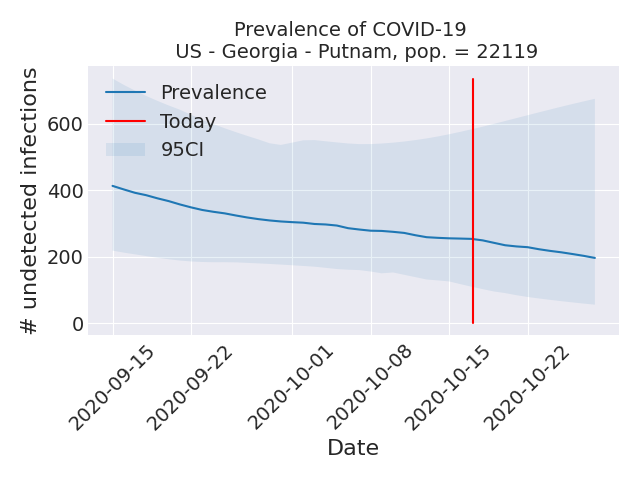 Prevalence of COVID-19
US - Georgia - Putnam, pop. = 22119
# undetected infections
600
400
200
0
Prevalence
Today
95CI
2020-09-15
2020-09-22
2020-10-01
2020-10-08
2020-10-15
2020-10-22
Date